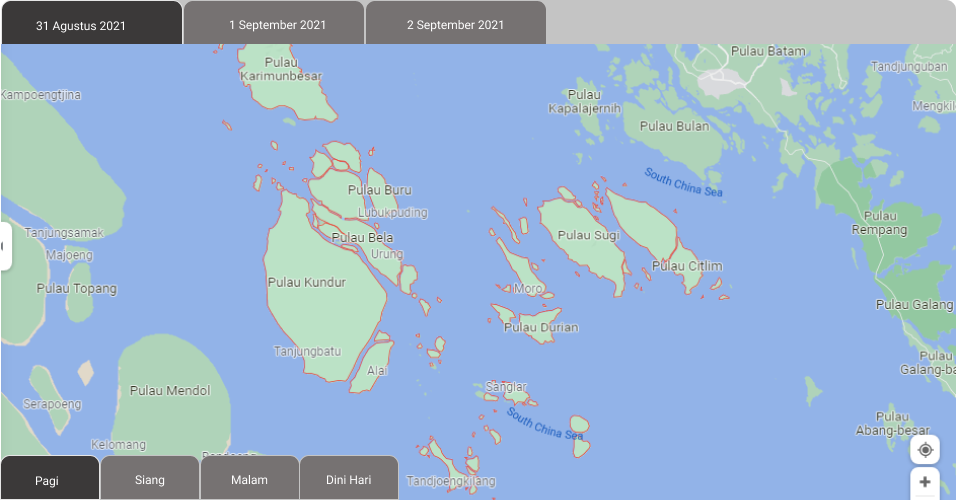 31 Agustus 2021
1 September 2021
2 September 2021
Pulau
Karimunbesar
Pulau Batam
Tandjunguban
Kampoengtjina
Pulau
Kapalajernih
Pulau Bulan
South China Sea
Pulau Buru
Lubukpuding
Pulau
Rempang
Tanjungsamak
Majoeng
Pulau Bela
Urung
Pulau Sugi
Pulau Citlim
Pulau Topang
Pulau Kundur
Moro
Pulau Galang
Pulau Durian
Tanjungbatu
Alai
Pulau
Galang-ba
Pulau Mendol
Serapoeng
Sanglar
South China Sea
Pulau
Abang-besar
Kelomang
Tandjoengkilang
Pagi
Siang
Malam
Dini Hari